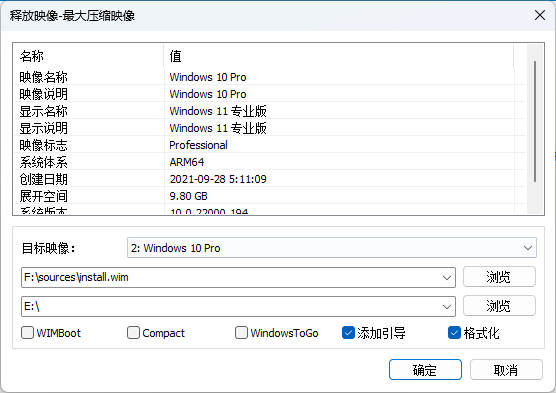 释放映像-最大压缩映像
名称 值
映像名称 Windows 10 Pro
映像说明 Windows 10 Pro
显示名称 Windows 11 专业版
显示说明 Windows 11 专业版
映像标志 Professional
系统体系 ARM64
创建日期 2021-09-28 5:11:09
展开空间 9.80 GB
系统版本 10.0.22000.194
目标映像： 2: Windows 10 Pro
F:\sources\install.wim 浏览
E:\ 浏览
WIMBoot Compact WindowsToGo 添加引导 格式化
确定 取消